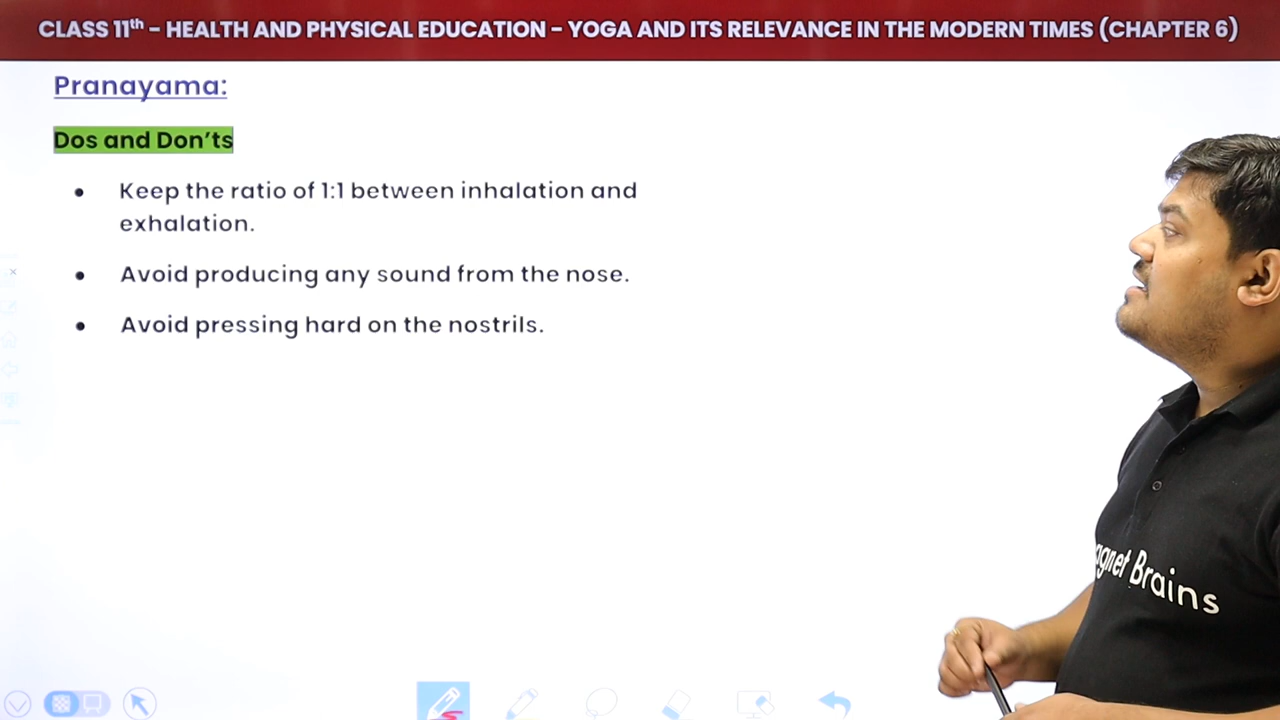 CLASS 11th – HEALTH AND PHYSICAL EDUCATION – YOGA AND ITS RELEVANCE IN THE MODERN TIMES (CHAPTER 6)
Pranayama:
Dos and Don’ts
• Keep the ratio of 1:1 between inhalation and
exhalation.
• Avoid producing any sound from the nose.
• Avoid pressing hard on the nostrils.
Brains